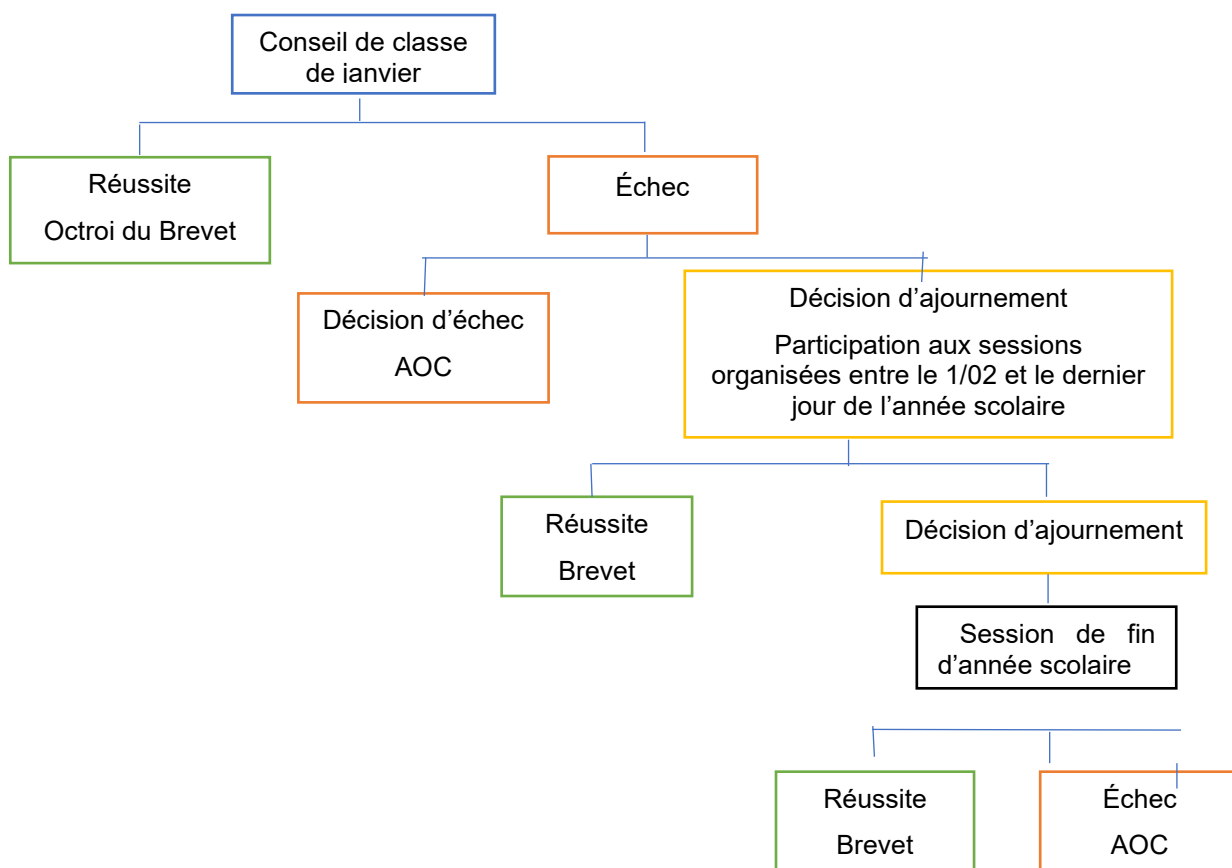 Conseil de classe
de janvier
Réussite
Octroi du Brevet
Échec
Décision d’échec
AOC
Décision d’ajournement
Participation aux sessions
organisées entre le 1/02 et le dernier
jour de l’année scolaire
Réussite
Brevet
Décision d’ajournement
Session de fin
d’année scolaire
Réussite
Brevet
Échec
AOC